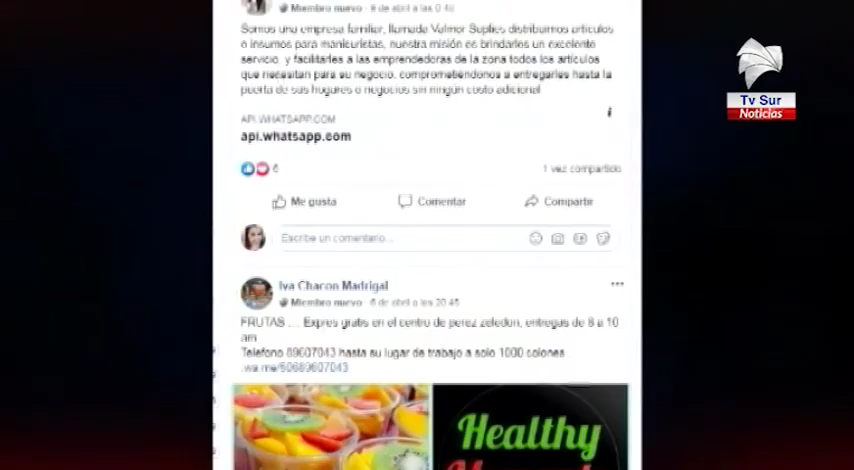 Miembro nuevo · 6 de abril a las
Somos una empresa familiar, llamada Valmor Suplies distribuimos artículos
o insumos para manicuristas, nuestra misión es brindarles un excelente
servicio, y facilitarles a las emprendedoras de la zona todos los artículos
que necesitan para su negocio, comprometiéndonos a entregarles hasta la
puerta de sus hogares o negocios sin ningún costo adicional
API.WHATSAPP.COM
api.whatsapp.com
6
1 vez compartido
Me gusta
Comentar
Compartir
Escribe un comentario...
Iva Chacon Madrigal
Miembro nuevo · 6 de abril a las 20:45
FRUTAS .... Expres gratis en el centro de perez zeledon, entregas de 8 a 10
am
Telefono 89607043 hasta su lugar de trabajo a solo 1000 colones
.wa.me/50689607043
Healthy
Tv Sur
Noticias